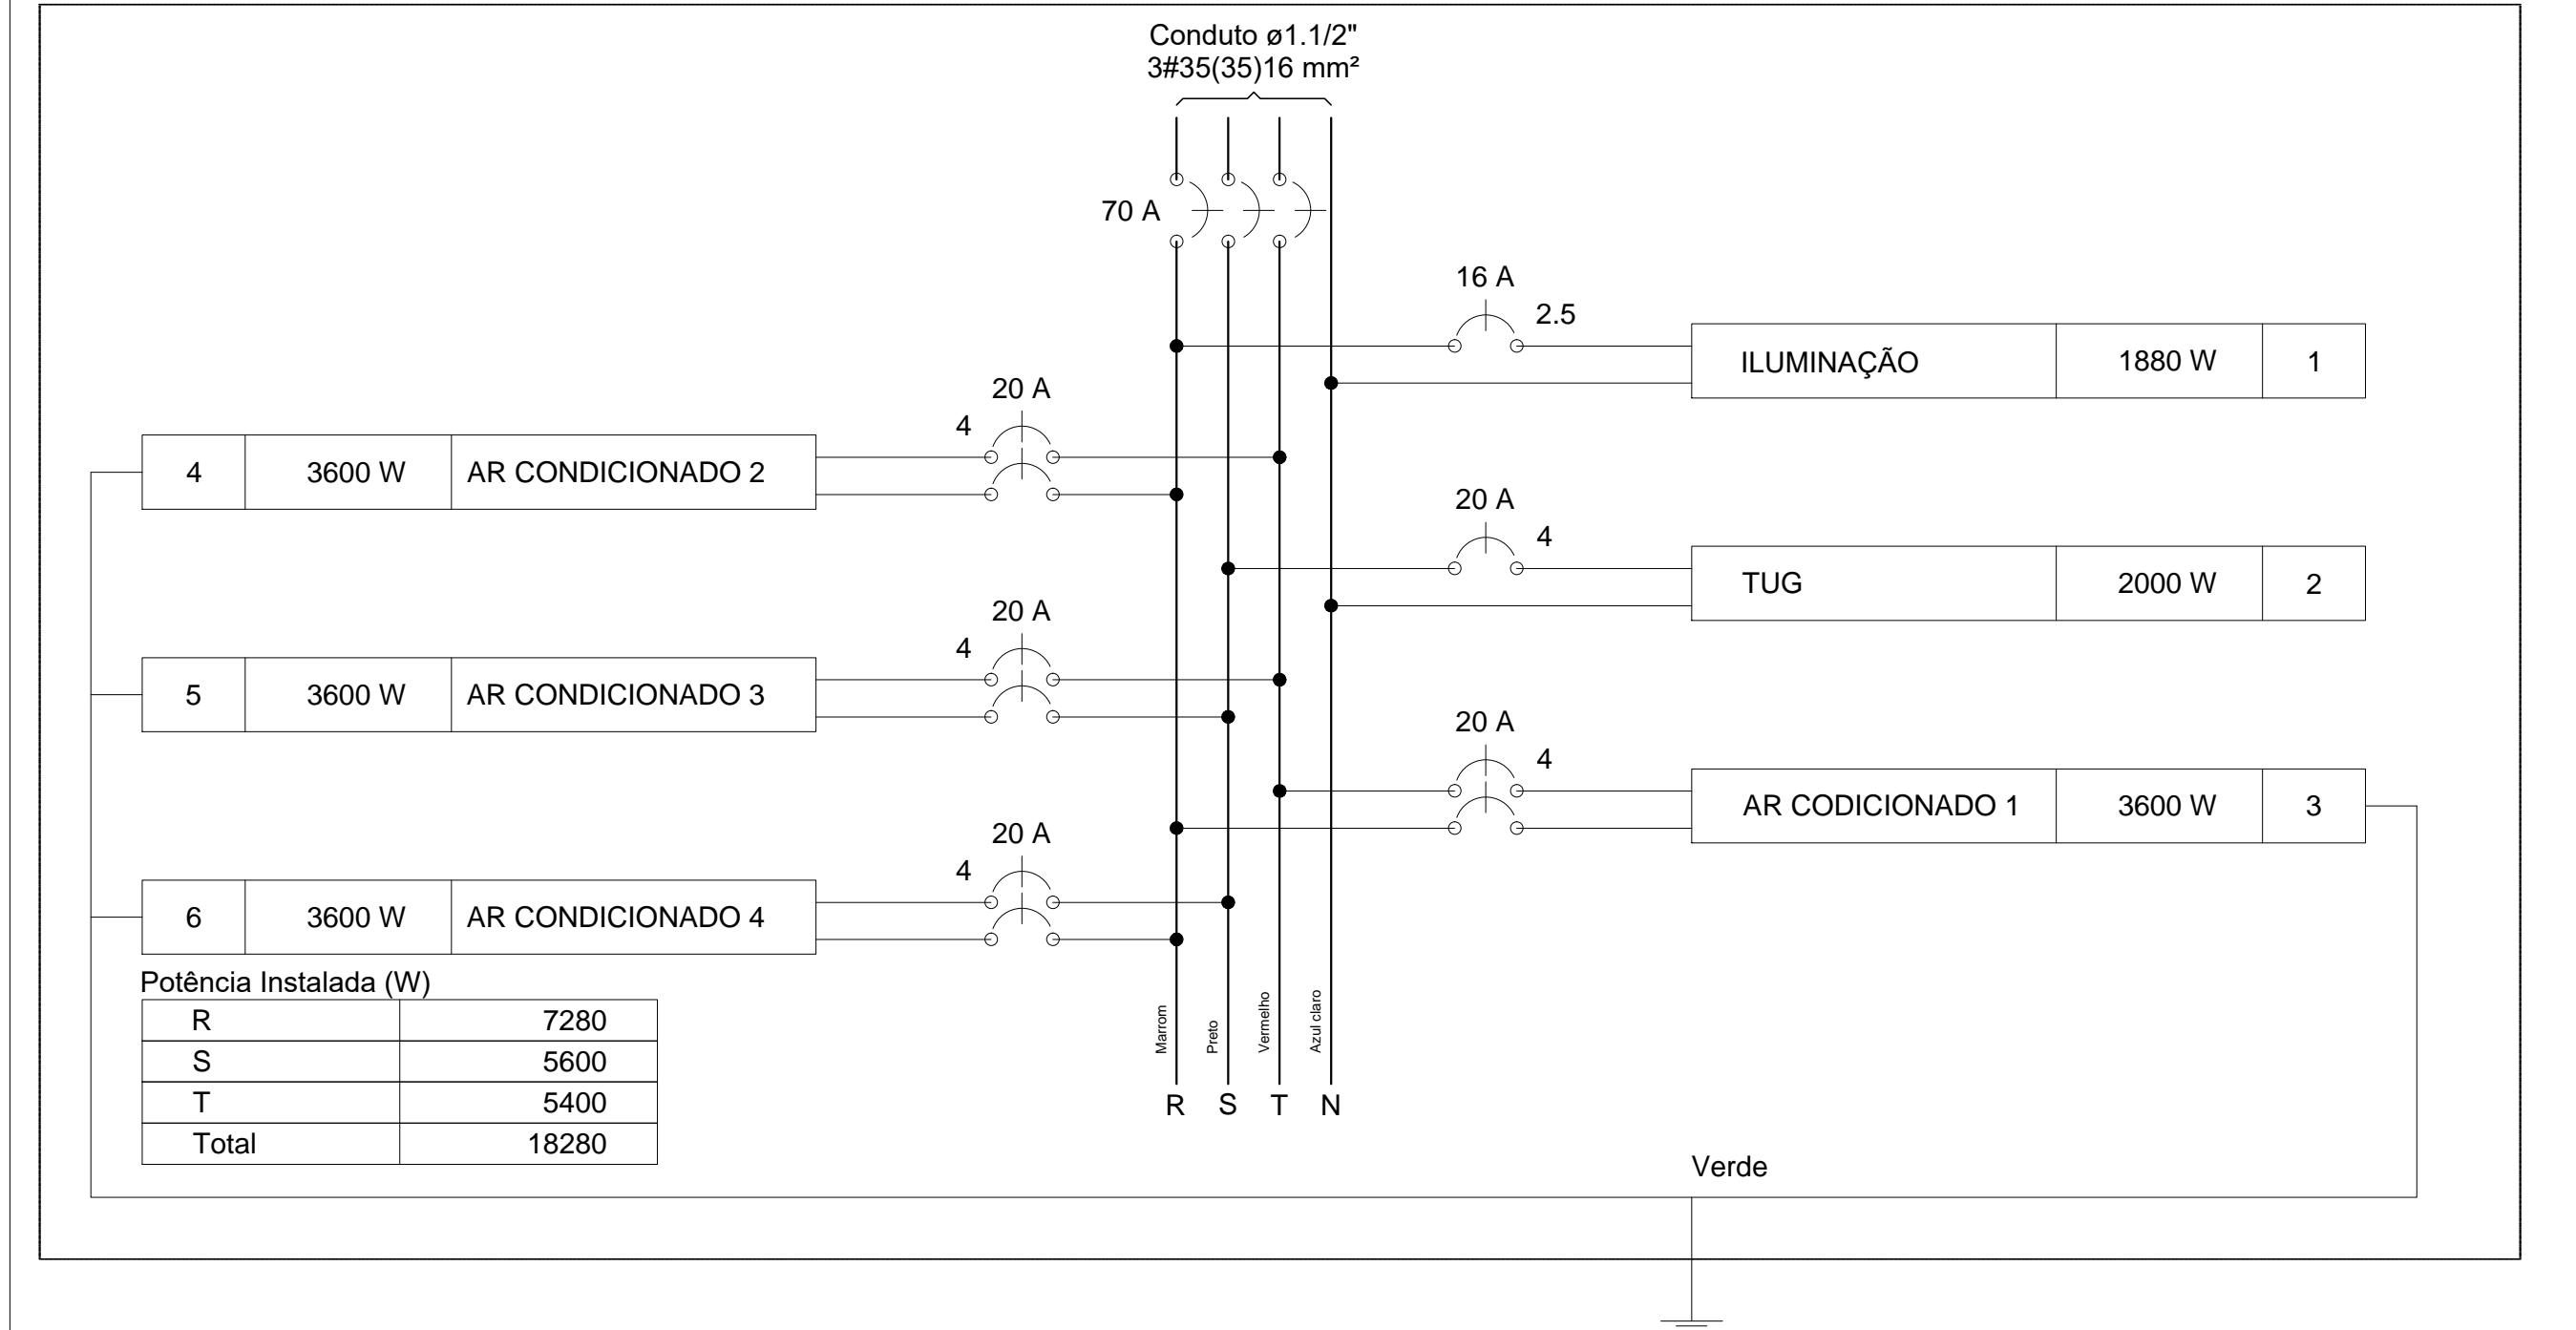 Conduto ø1.1/2"
3#35(35)16 mm²
70 A
16 A
2.5
ILUMINAÇÃO 1880 W 1
20 A
4
4 3600 W AR CONDICIONADO 2
20 A
4
TUG 2000 W 2
20 A
4
5 3600 W AR CONDICIONADO 3
20 A
4
AR CODICIONADO 1 3600 W 3
20 A
4
6 3600 W AR CONDICIONADO 4
Potência Instalada (W)
R 7280
S 5600
T 5400
Total 18280
Marrom
Preto
Vermelho
Azul claro
R S T N
Verde